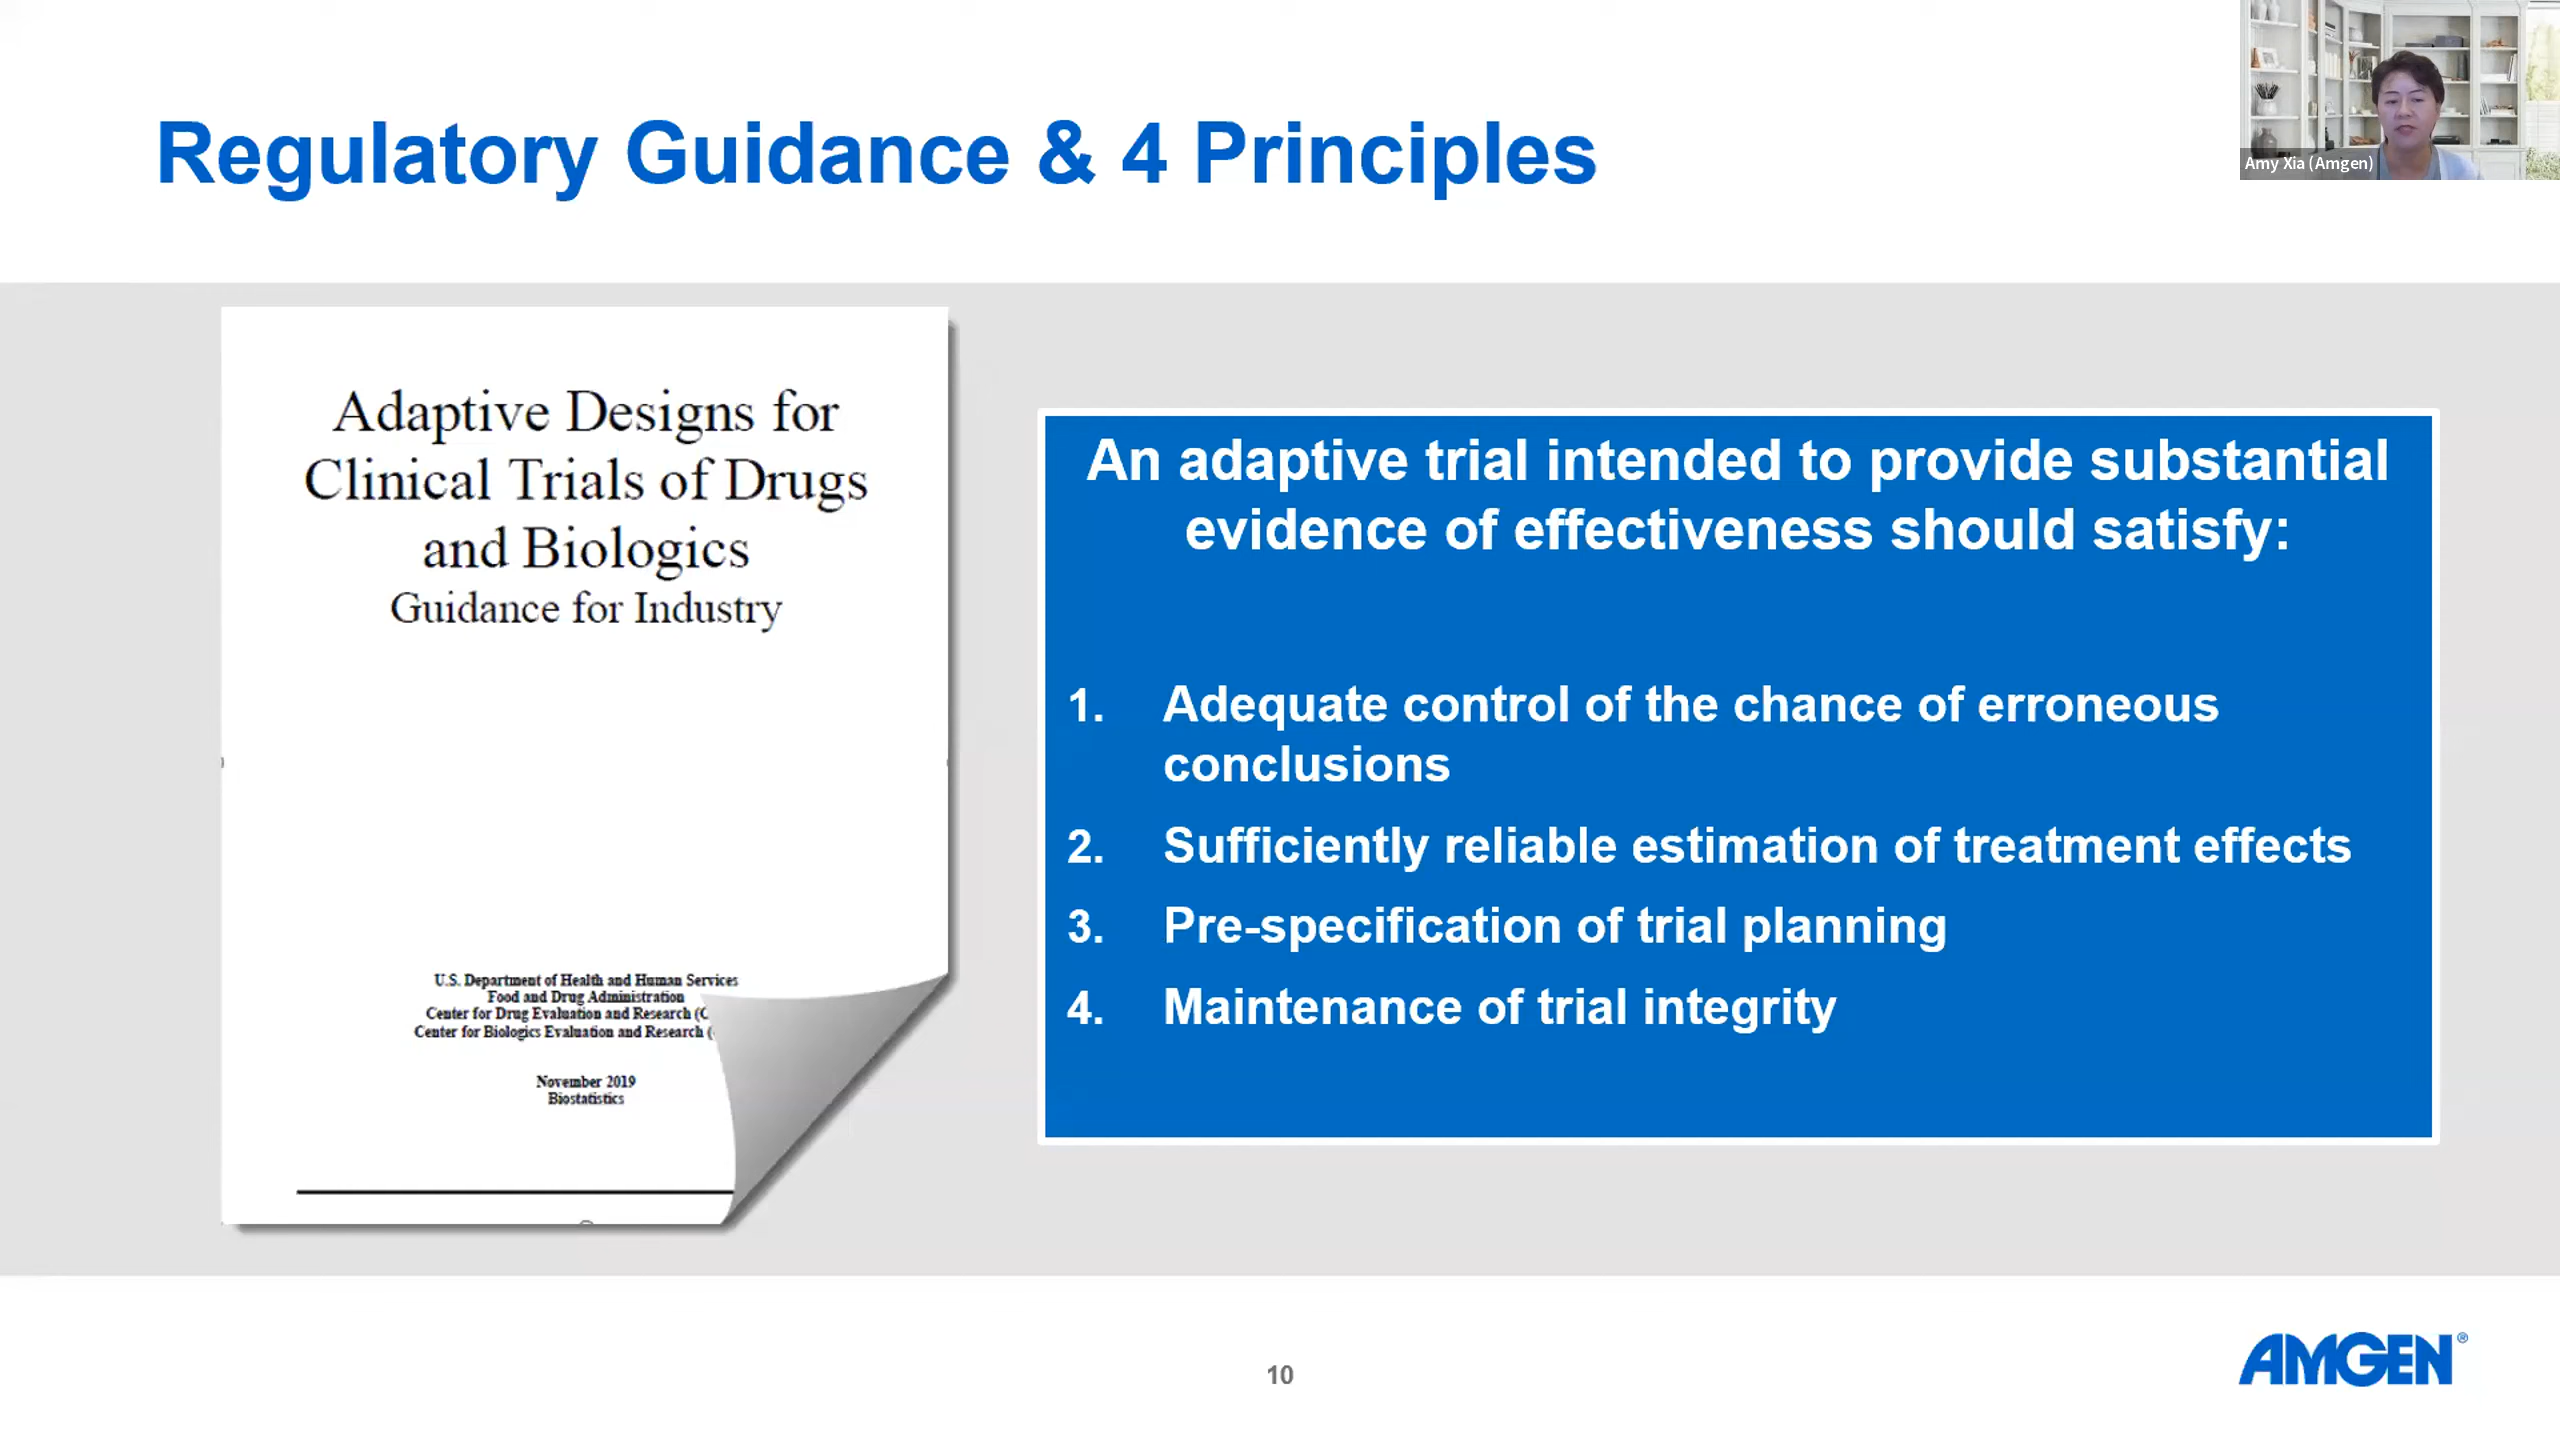 Regulatory Guidance & 4 Principles
Amy Xia (Amgen)
Adaptive Designs for
Clinical Trials of Drugs
and Biologics
Guidance for Industry
U.S. Department of Health and Human Services
Food and Drug Administration
Center for Drug Evaluation and Research (C
Center for Biologics Evaluation and Research (
November 2019
Biostatistics
An adaptive trial intended to provide substantial
evidence of effectiveness should satisfy:
1. Adequate control of the chance of erroneous
conclusions
2. Sufficiently reliable estimation of treatment effects
3. Pre-specification of trial planning
4. Maintenance of trial integrity
10
AMGEN®